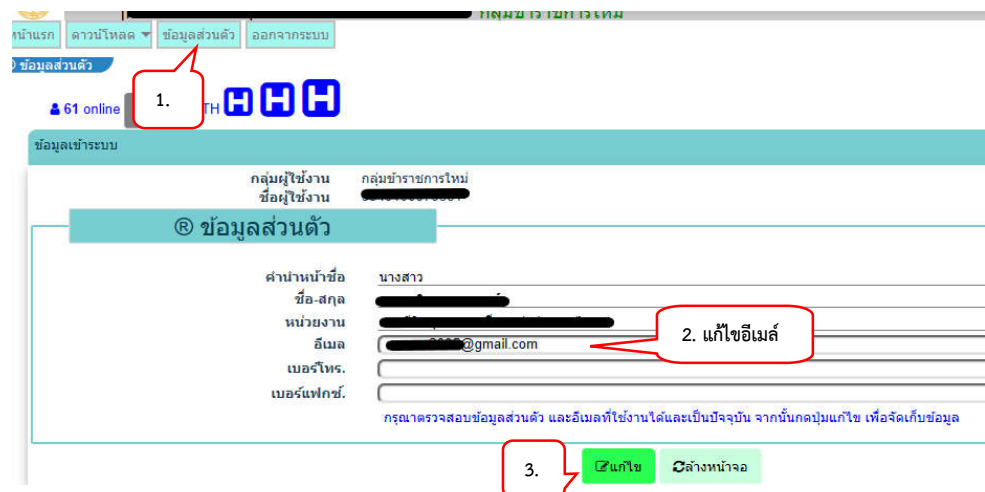 กลุ่มข้าราชการใหม่
หน้าแรก ดาวน์โหลด ข้อมูลส่วนตัว ออกจากระบบ
ข้อมูลส่วนตัว
1.
61 online TH H H H
ข้อมูลเข้าระบบ
กลุ่มผู้ใช้งาน กลุ่มข้าราชการใหม่
ชื่อผู้ใช้งาน
® ข้อมูลส่วนตัว
คำนำหน้าชื่อ นางสาว
ชื่อ-สกุล
หน่วยงาน
2. แก้ไขอีเมล์
อีเมล @gmail.com
เบอร์โทร.
เบอร์แฟกซ์.
กรุณาตรวจสอบข้อมูลส่วนตัว และอีเมลที่ใช้งานได้และเป็นปัจจุบัน จากนั้นกดปุ่มแก้ไข เพื่อจัดเก็บข้อมูล
3. แก้ไข ล้างหน้าจอ